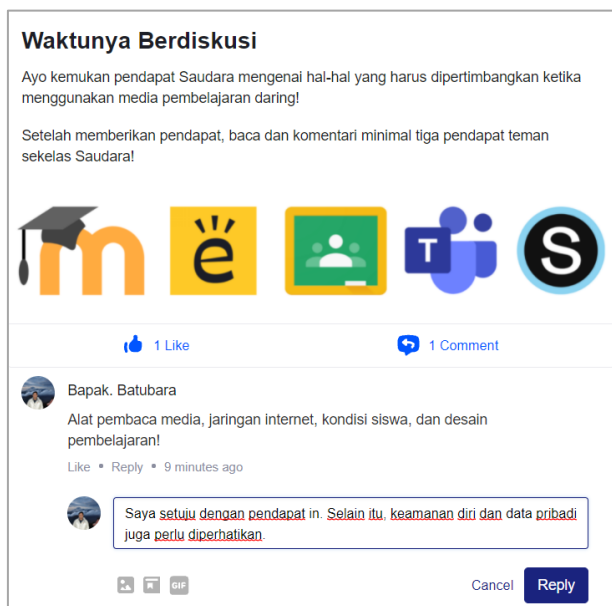 Waktunya Berdiskusi
Ayo kemukan pendapat Saudara mengenai hal-hal yang harus dipertimbangkan ketika
menggunakan media pembelajaran daring!
Setelah memberikan pendapat, baca dan komentari minimal tiga pendapat teman
sekelas Saudara!
m ë T S
1 Like 1 Comment
Bapak. Batubara
Alat pembaca media, jaringan internet, kondisi siswa, dan desain
pembelajaran!
Like • Reply • 9 minutes ago
Saya setuju dengan pendapat in. Selain itu, keamanan diri dan data pribadi
juga perlu diperhatikan.
GIF Cancel Reply